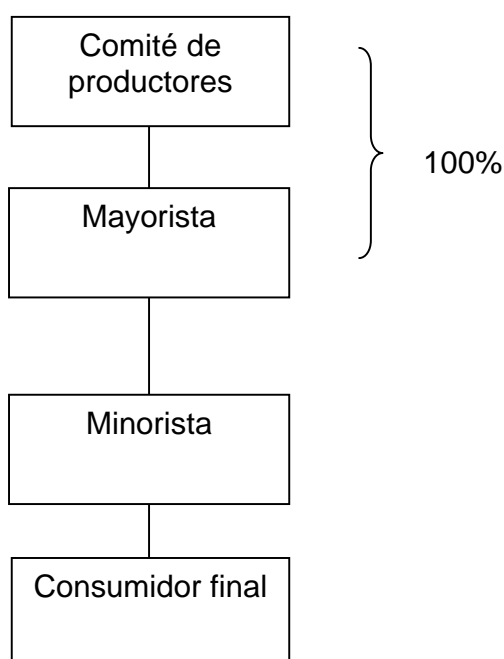 Comité de
productores
100%
Mayorista
Minorista
Consumidor final